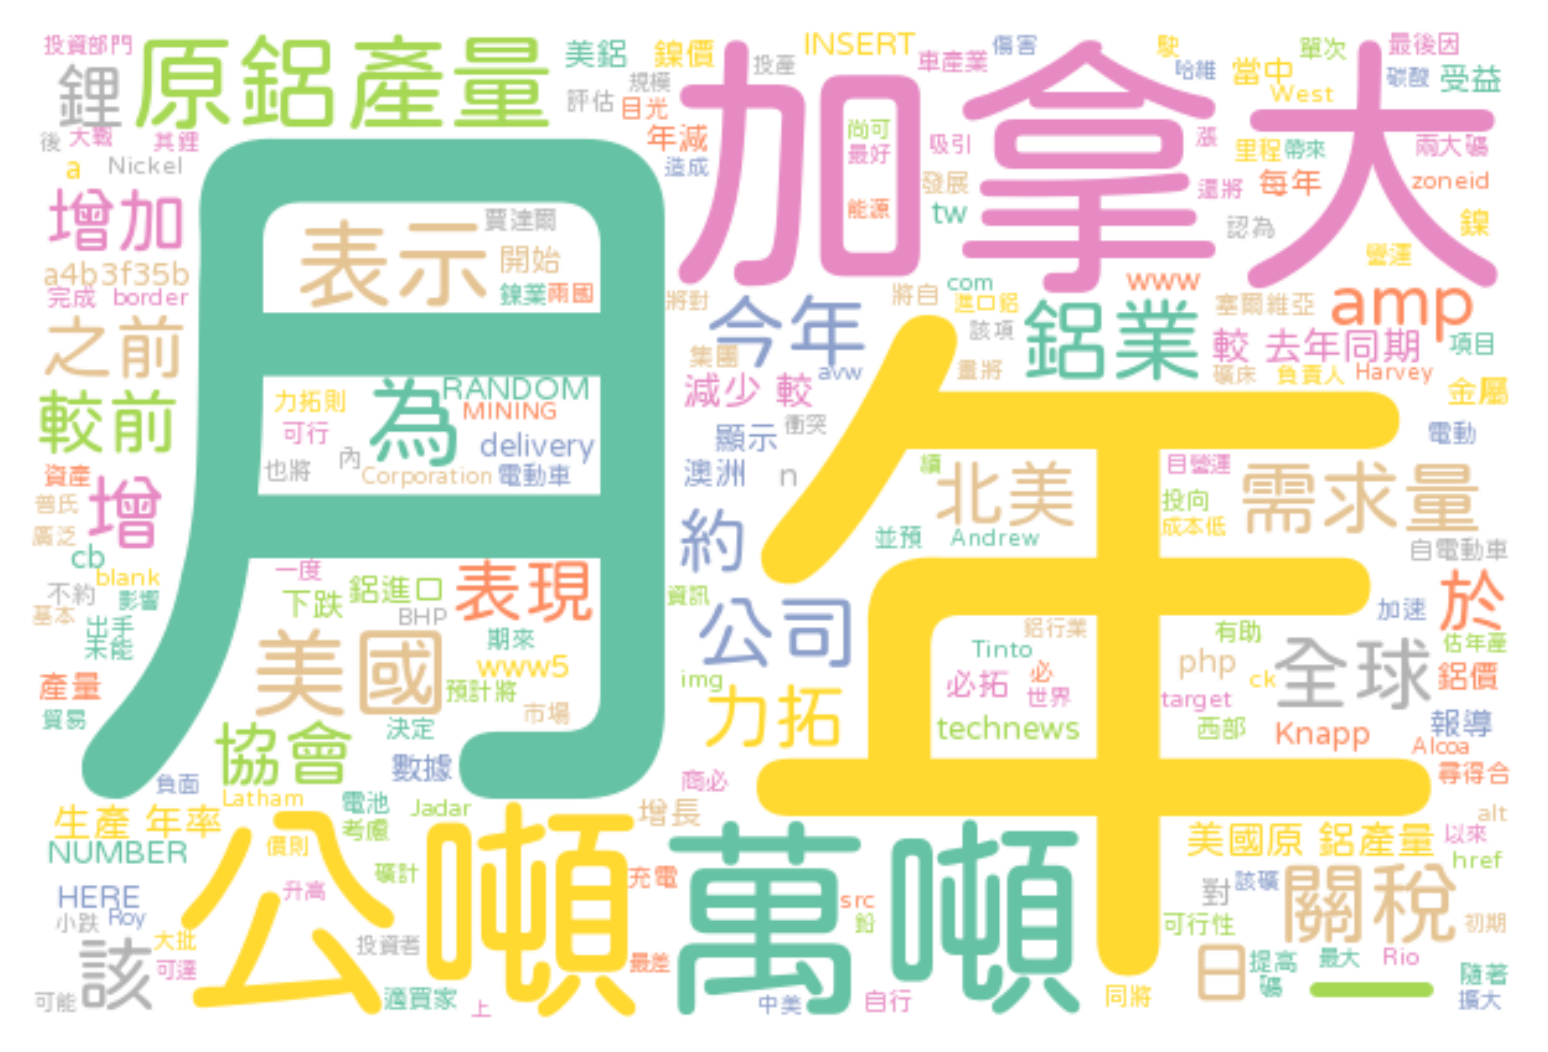 投資部門
原鋁產量
美鋁
鎳價
投產
INSERT
車產業
傷害
駛
哈維
單次
當中
West
最後因
碳酸
受益
鋰
規模
評估
目光
加拿大
後
大戰
其鋰
年減
尚可
最好
吸引
漲
里程
帶來
兩大礦
a
Nickel
造成
能源
發展
還將
每年
zoneid
增加
月
表示
賈達爾
tw
認為
鎳
營運
開始
a4b3f35b
完成
border
鎳業
兩國
將對
將自
com
www
進口鋁
塞爾維亞
amp
之前
今年
該項
鋁業
較
去年同期
項目
集團
avw
畫將
礦床
負責人
Harvey
金屬
較前
力拓則
為
RANDOM
MINING
減少
較
可行
delivery
顯示
衝突
年
電動
也將
內
Corporation
電動車
澳洲
n
續
北美
目營運
需求量
資產
增
普氏
投向
成本低
廣泛
約
並預
Andrew
自電動車
cb
blank
一度
不約
影響
下跌
鋁進口
表現
資訊
加速
於
基本
BHP
公司
鋁行業
出手
未能
美國
期來
Tinto
有助
估年產
www5
必拓
必
世界
php
ck
全球
鋁價
產量
預計將
img
力拓
target
貿易
市場
technews
西部
Knapp
報導
協會
決定
Alcoa
數據
負面
商必
尋得合
Latham
電池
Jadar
增長
alt
生產
年率
考慮
NUMBER
價則
公噸
萬噸
美國原
鋁產量
以來
href
礦計
充電
HERE
升高
src
對
該礦
關稅
小跌
Roy
鉛
可行性
初期
大批
投資者
該
可達
最差
日
提高
礦
最大
Rio
隨著
可能
適買家
上
中美
自行
同將
一
擴大